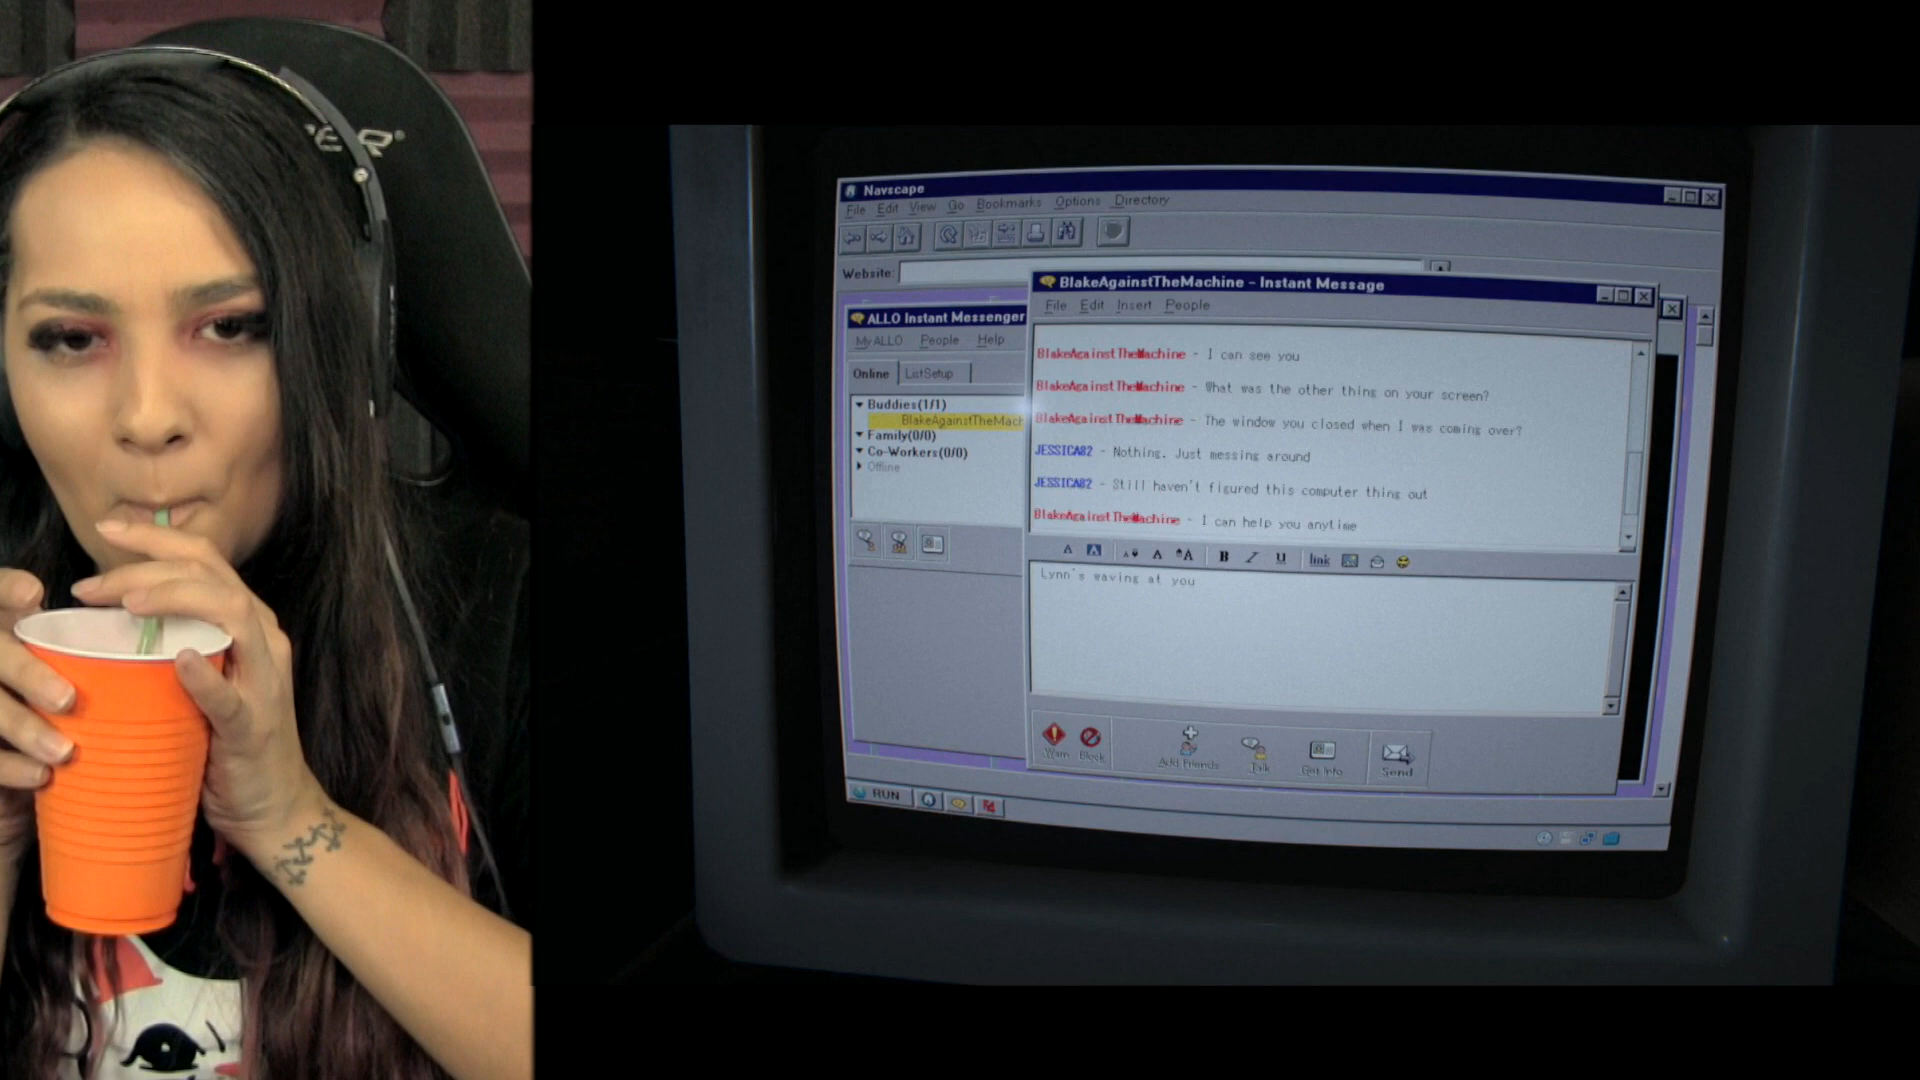 Navscape
File Edit View Go Bookmarks Options Directory
Website:
BlakeAgainstTheMachine - Instant Message
File Edit Insert People
ALLO Instant Messenger
My ALLO People Help
Online ListSetup
Buddies(1/1)
BlakeAgainstTheMach
Family(0/0)
Co-Workers(0/0)
Offline
BlakeAgainstTheMachine - I can see you
BlakeAgainstTheMachine - What was the other thing on your screen?
BlakeAgainstTheMachine - The window you closed when I was coming over?
JESSICA82 - Nothing. Just messing around
JESSICA82 - Still haven't figured this computer thing out
BlakeAgainstTheMachine - I can help you anytime
A A A A A B I U link
Lynn's waving at you
Warn Block Add Friends Talk Get Info Send
RUN